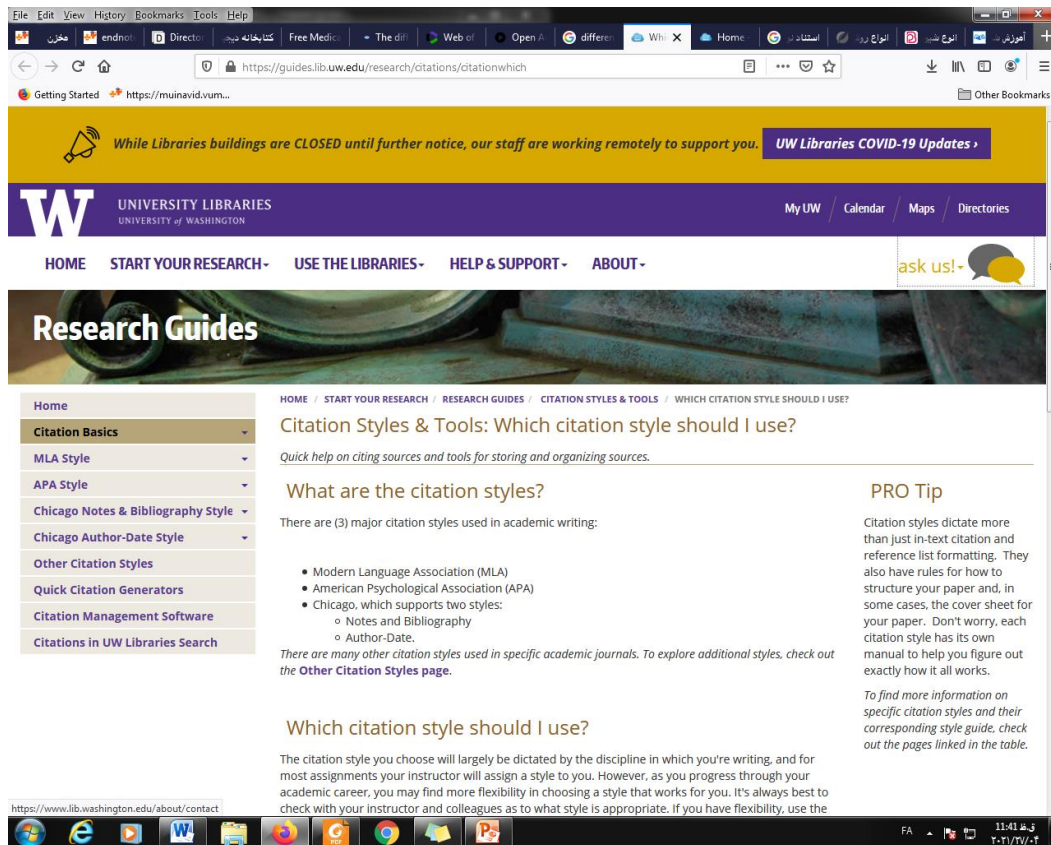 File Edit View History Bookmarks Tools Help
مخزن endnot Director کتابخانه دیجی Free Medica The diff Web of Open A differen Whi Home استناد در انواع روش انوع شیو آموزش ن
https://guides.lib.uw.edu/research/citations/citationwhich
Getting Started https://muinavid.vum... Other Bookmarks
While Libraries buildings are CLOSED until further notice, our staff are working remotely to support you. UW Libraries COVID-19 Updates ›
W UNIVERSITY LIBRARIES
UNIVERSITY of WASHINGTON
My UW / Calendar / Maps / Directories
HOME START YOUR RESEARCH USE THE LIBRARIES HELP & SUPPORT ABOUT ask us!
Research Guides
Home
Citation Basics
MLA Style
APA Style
Chicago Notes & Bibliography Style
Chicago Author-Date Style
Other Citation Styles
Quick Citation Generators
Citation Management Software
Citations in UW Libraries Search
HOME / START YOUR RESEARCH / RESEARCH GUIDES / CITATION STYLES & TOOLS / WHICH CITATION STYLE SHOULD I USE?
Citation Styles & Tools: Which citation style should I use?
Quick help on citing sources and tools for storing and organizing sources.
What are the citation styles?
There are (3) major citation styles used in academic writing:
• Modern Language Association (MLA)
• American Psychological Association (APA)
• Chicago, which supports two styles:
◦ Notes and Bibliography
◦ Author-Date.
There are many other citation styles used in specific academic journals. To explore additional styles, check out
the Other Citation Styles page.
Which citation style should I use?
The citation style you choose will largely be dictated by the discipline in which you're writing, and for
most assignments your instructor will assign a style to you. However, as you progress through your
academic career, you may find more flexibility in choosing a style that works for you. It's always best to
check with your instructor and colleagues as to what style is appropriate. If you have flexibility, use the
PRO Tip
Citation styles dictate more
than just in-text citation and
reference list formatting. They
also have rules for how to
structure your paper and, in
some cases, the cover sheet for
your paper. Don't worry, each
citation style has its own
manual to help you figure out
exactly how it all works.
To find more information on
specific citation styles and their
corresponding style guide, check
out the pages linked in the table.
https://www.lib.washington.edu/about/contact
FA 11:41 ق.ظ